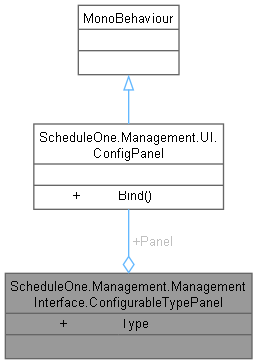 MonoBehaviour
ScheduleOne.Management.UI.
ConfigPanel
+ Bind()
+Panel
ScheduleOne.Management.Management
Interface.ConfigurableTypePanel
+ Type